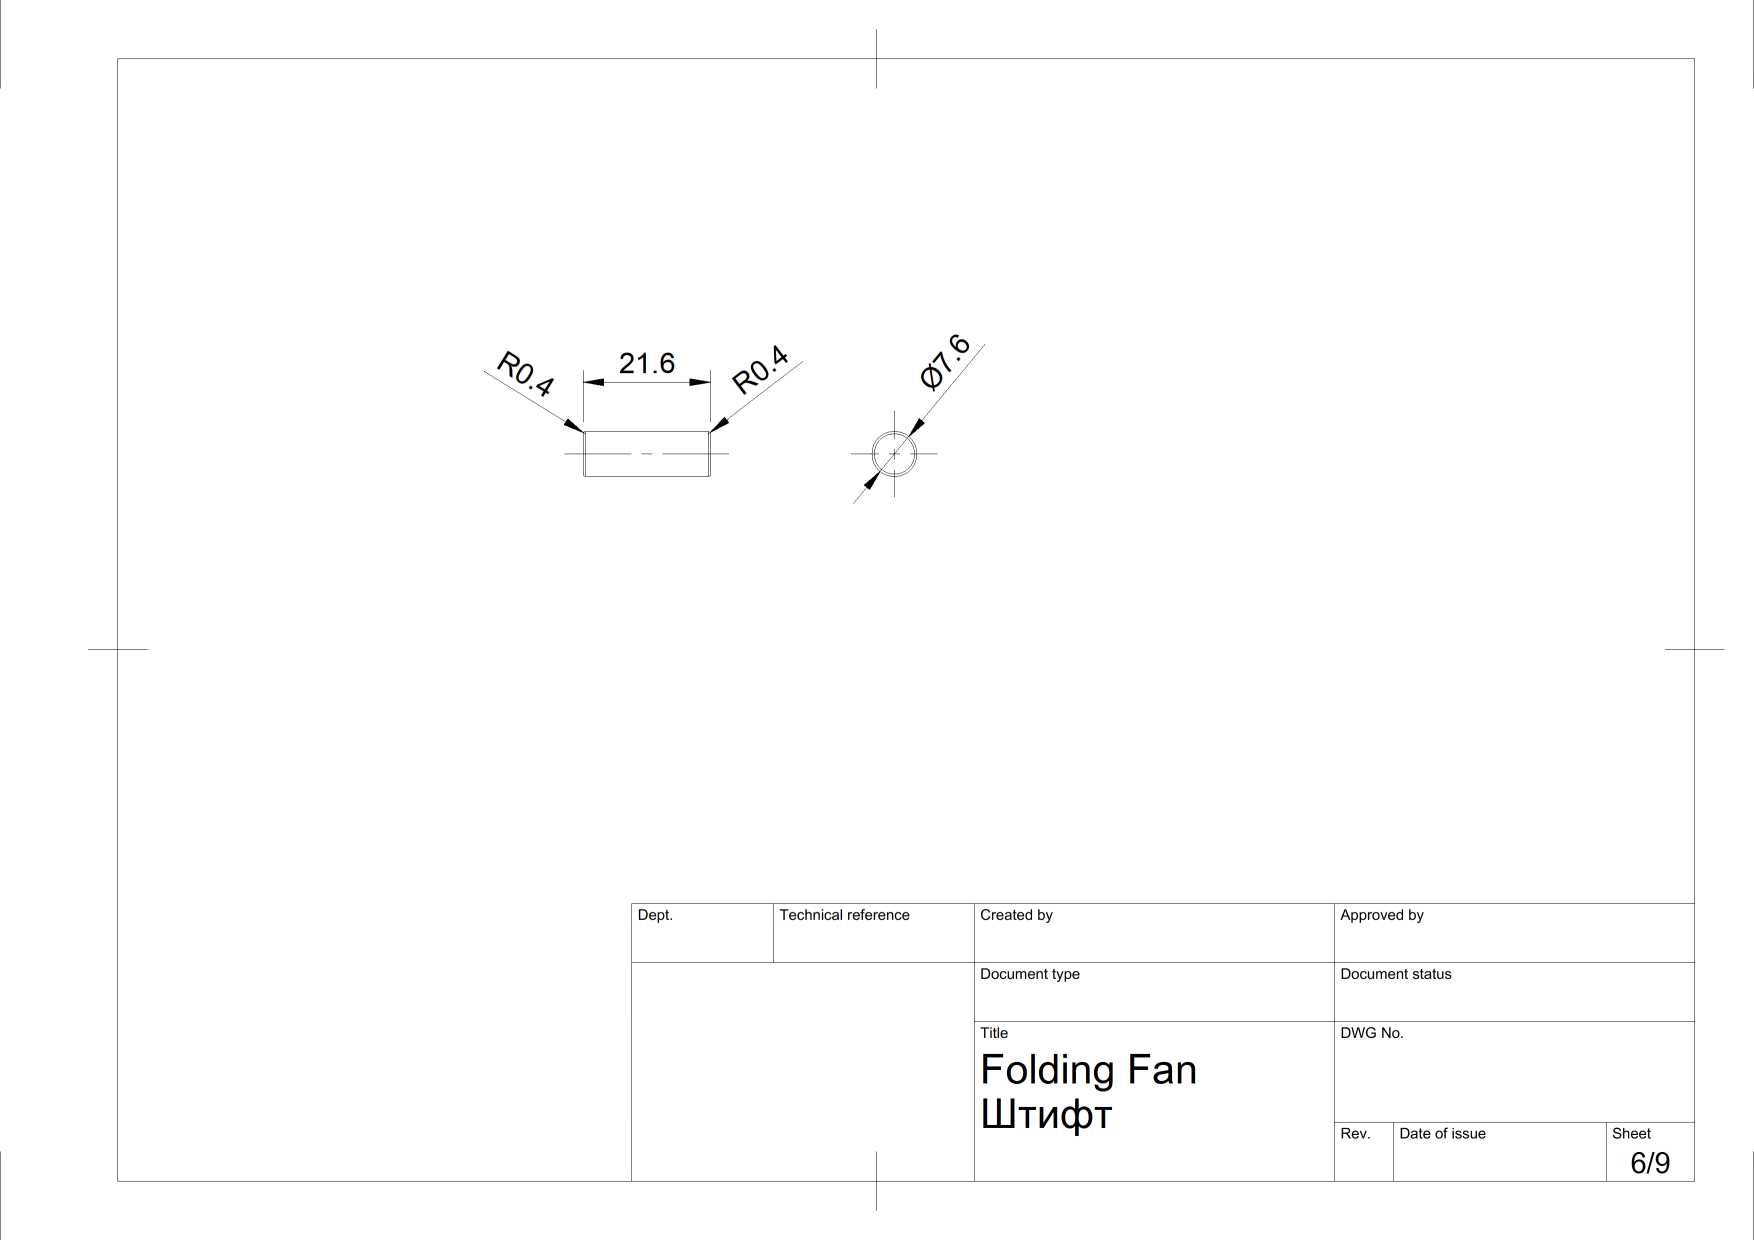 R0.4
21.6
R0.4
Ø7.6
Dept.
Technical reference
Created by
Approved by
Document type
Document status
Title
Folding Fan
Штифт
DWG No.
Rev.
Date of issue
Sheet
6/9